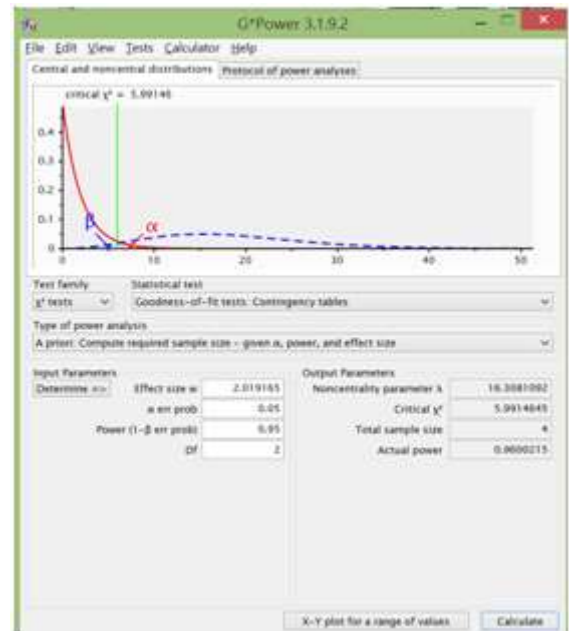 G*Power 3.1.9.2
File Edit View Tests Calculator Help
Central and noncentral distributions Protocol of power analyses
critical χ² = 5.99146
0.4
0.3
0.2
0.1
0
β
α
0 10 20 30 40 50
Test family Statistical test
χ² tests Goodness-of-fit tests: Contingency tables
Type of power analysis
A priori: Compute required sample size - given α, power, and effect size
Input Parameters Output Parameters
Determine => Effect size w 2.019165 Noncentrality parameter λ 16.3081092
α err prob 0.05 Critical χ² 5.9914645
Power (1-β err prob) 0.95 Total sample size 4
Df 2 Actual power 0.9600215
X-Y plot for a range of values Calculate